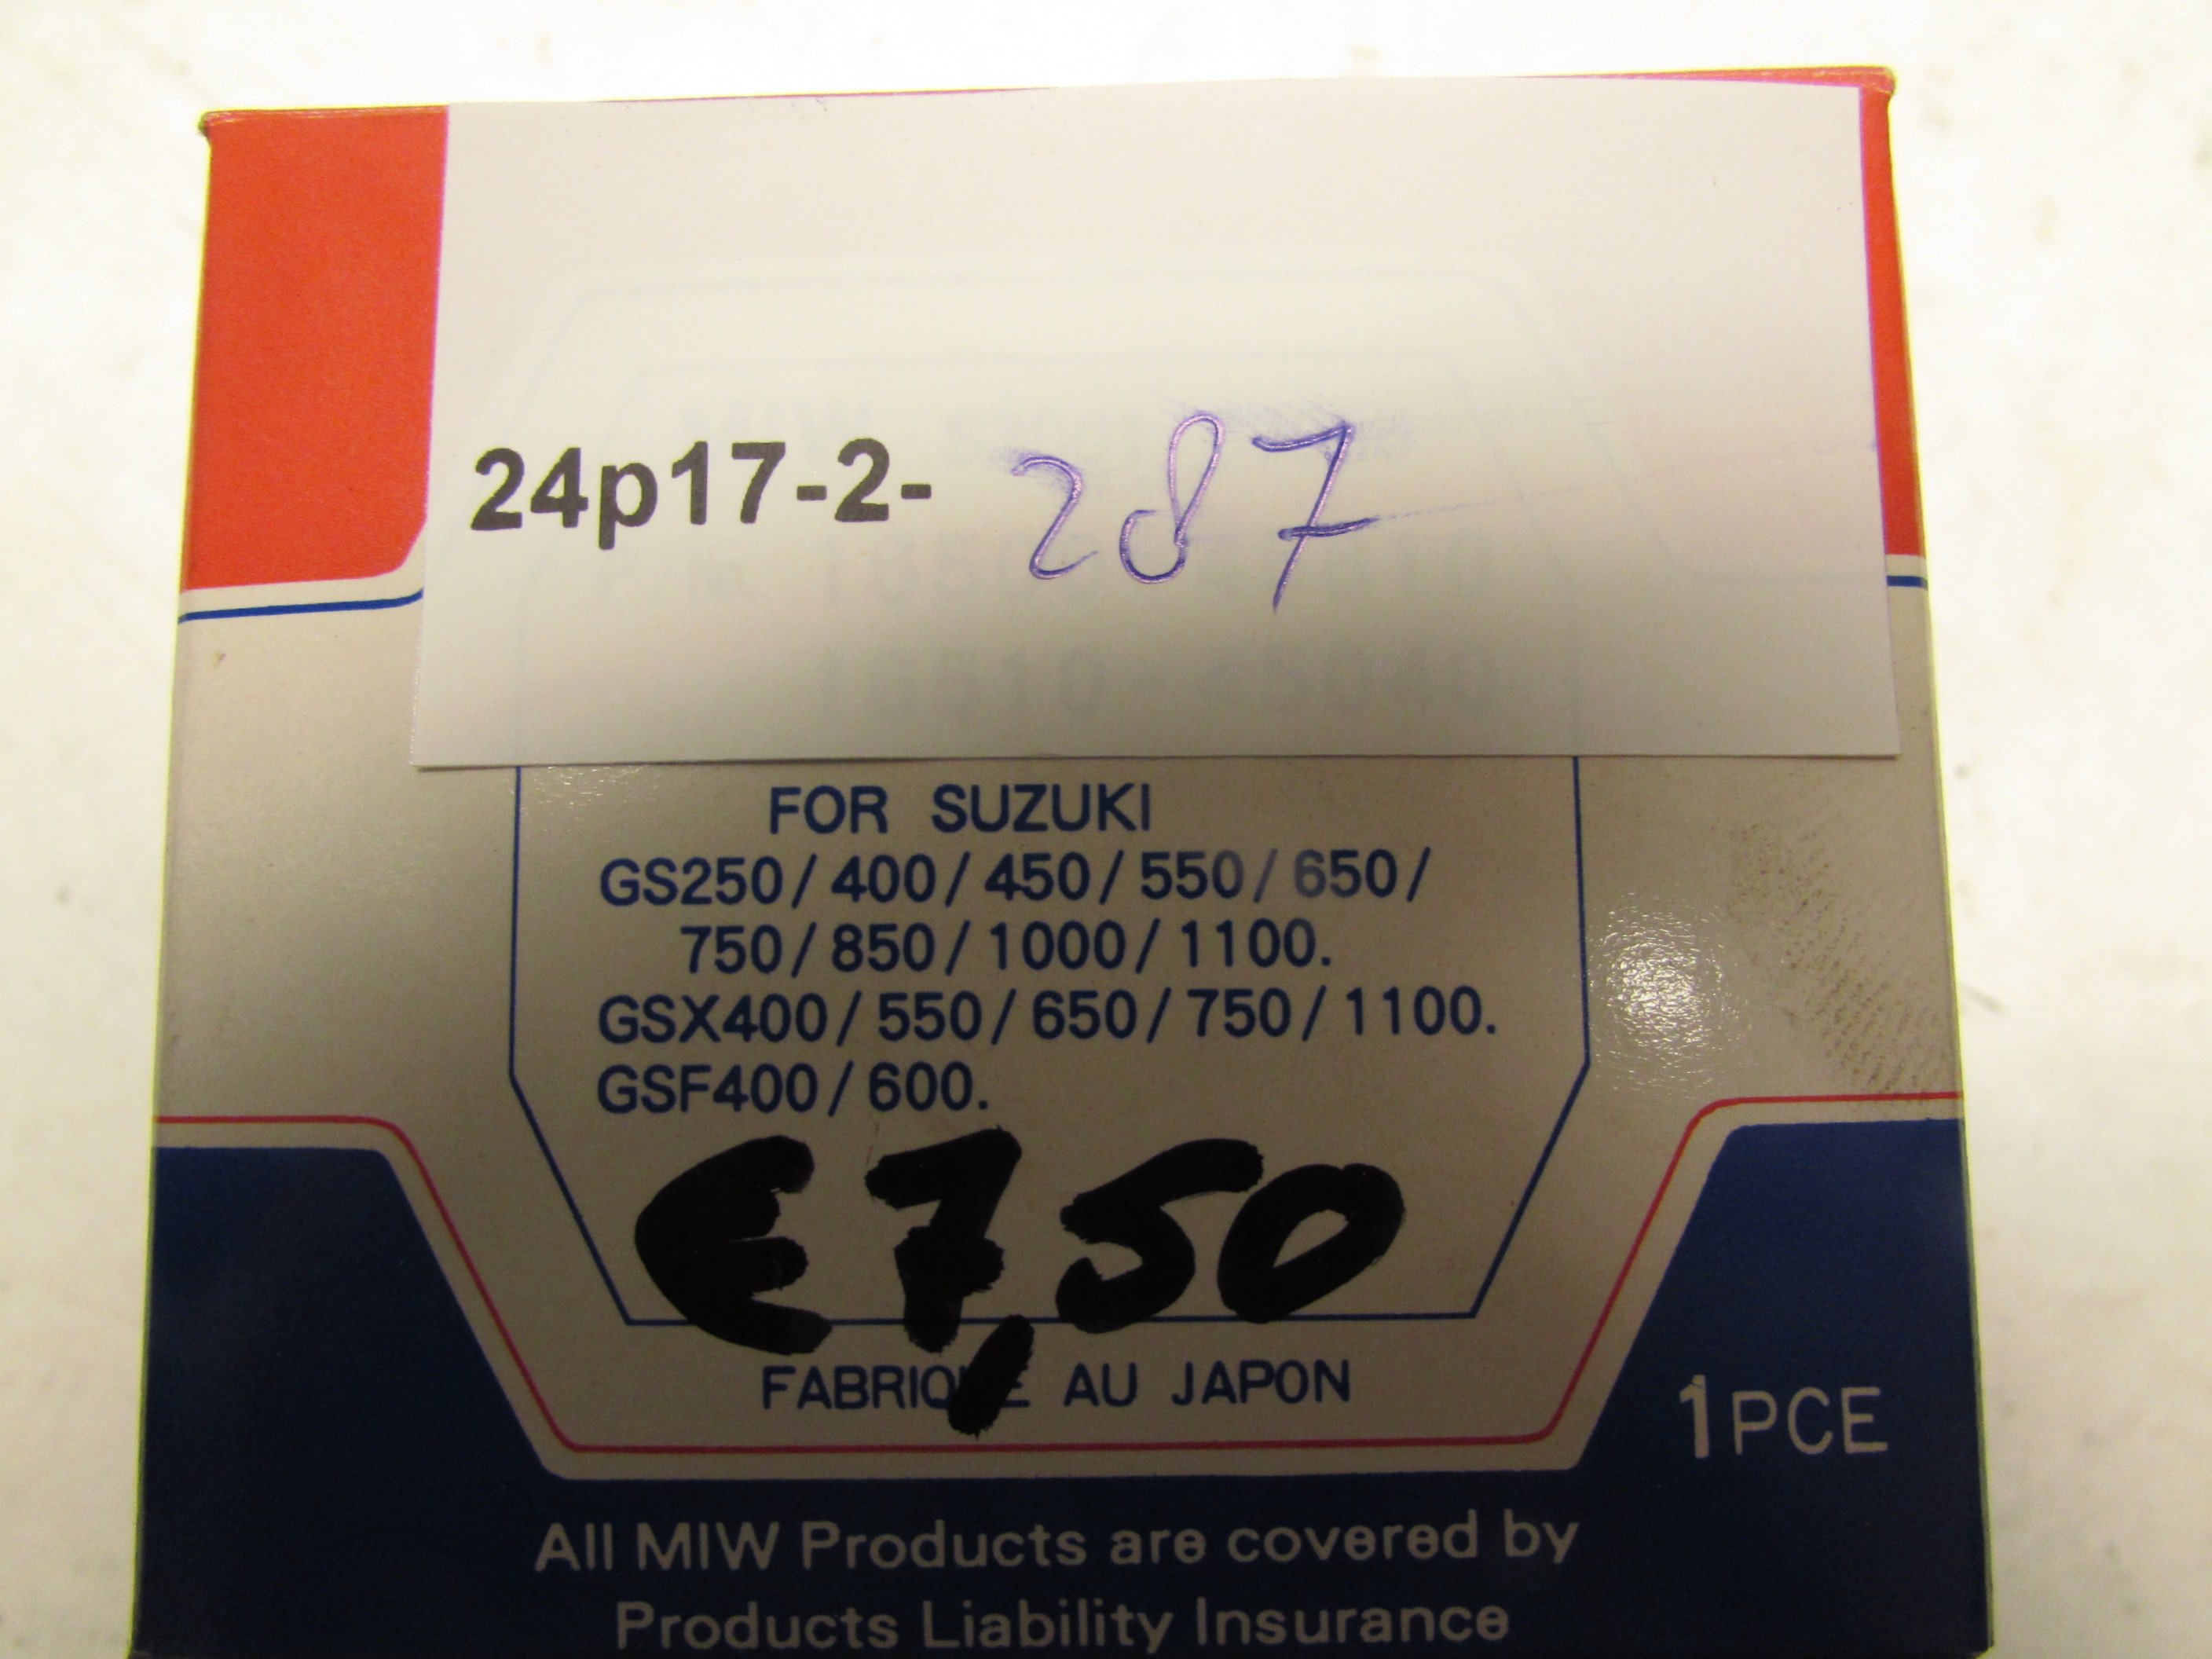 24p17-2- 287
FOR SUZUKI
GS250/400/450/550/650/
750/850/1000/1100.
GSX400/550/650/750/1100.
GSF400/600.
€7,50
FABRIQUE AU JAPON
1PCE
All MIW Products are covered by
Products Liability Insurance